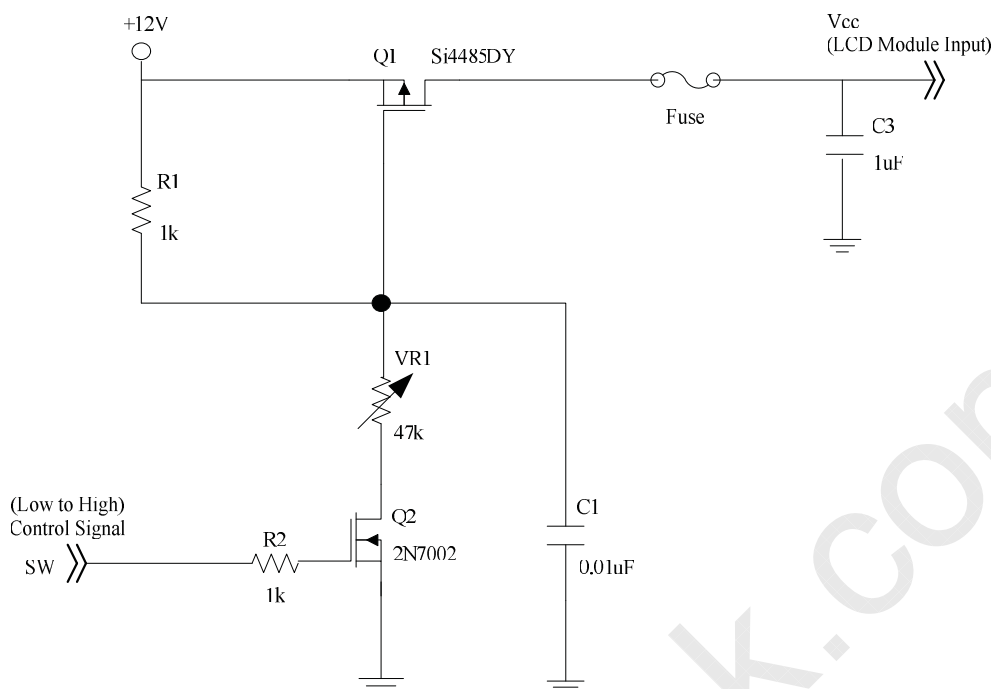 +12V
Q1
Si4485DY
Vcc
(LCD Module Input)
Fuse
C3
1uF
R1
1k
VR1
47k
(Low to High)
Control Signal
SW
R2
1k
Q2
2N7002
C1
0.01uF
k.com